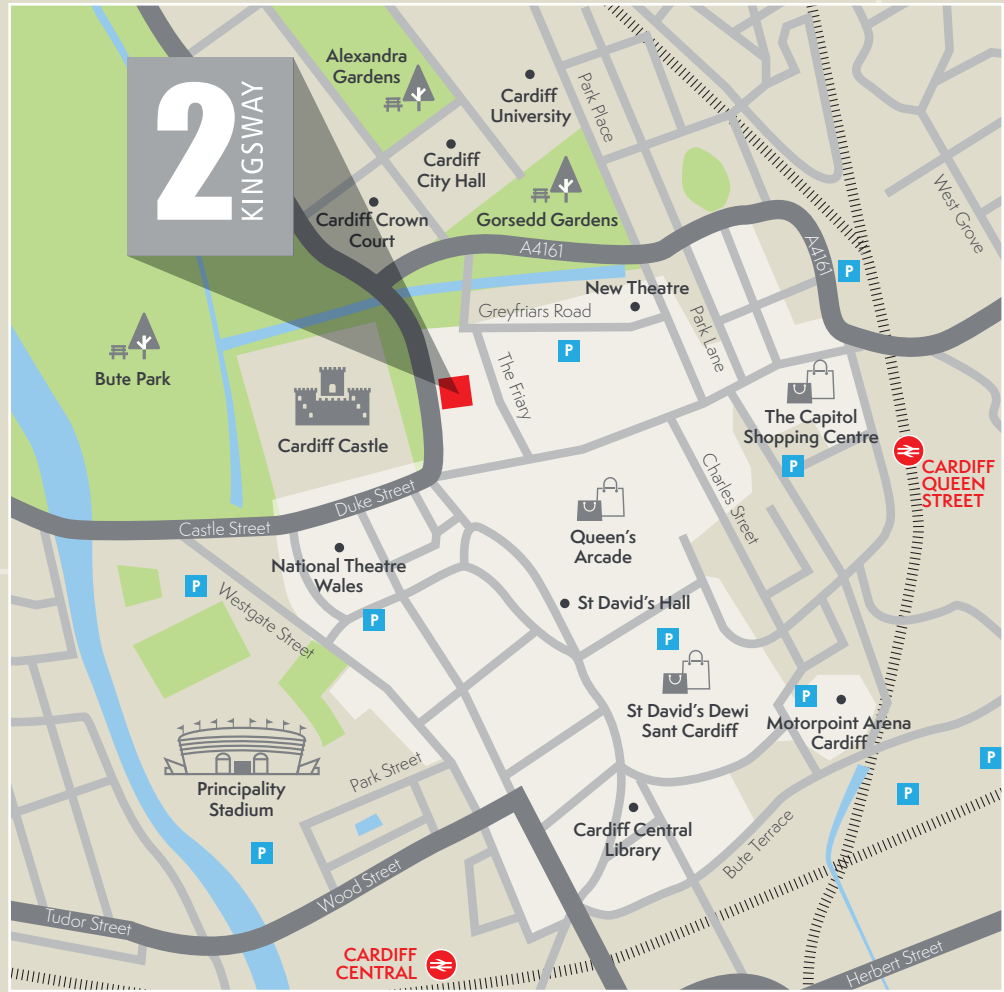 Alexandra
Gardens
Cardiff
University
Park Place
2
KINGSWAY
Cardiff
City Hall
West Grove
Cardiff Crown
Court
Gorsedd Gardens
A4161
A4161
P
New Theatre
Greyfriars Road
Park Lane
P
The Friary
Bute Park
Cardiff Castle
The Capitol
Shopping Centre
P
CARDIFF
QUEEN
STREET
Charles Street
Duke Street
Castle Street
Queen's
Arcade
National Theatre
Wales
P
Westgate Street
P
St David's Hall
P
St David's Dewi
Sant Cardiff
P
Motorpoint Arena
Cardiff
P
P
Principality
Stadium
Park Street
P
Cardiff Central
Library
Bute Terrace
Wood Street
Tudor Street
CARDIFF
CENTRAL
Herbert Street